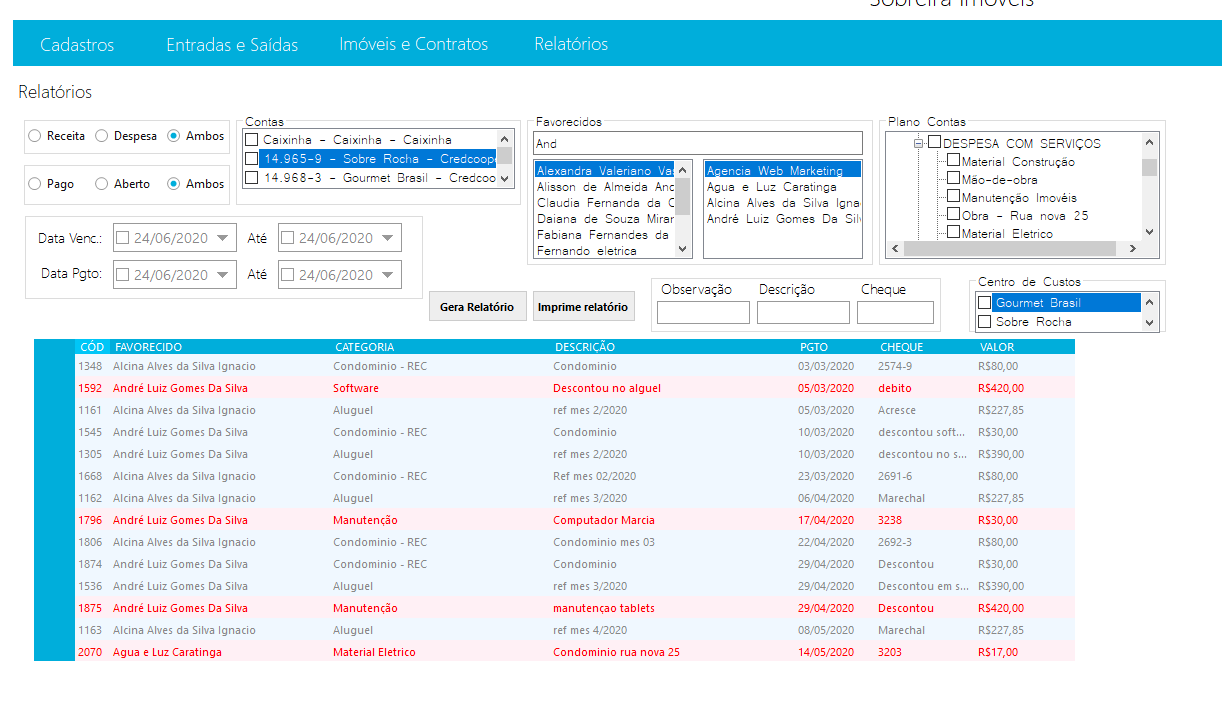 Sobreira Imóveis
Cadastros Entradas e Saídas Imóveis e Contratos Relatórios
Relatórios
Receita Despesa Ambos
Pago Aberto Ambos
Contas
Caixinha - Caixinha - Caixinha
14.965-9 - Sobre Rocha - Credcoope
14.968-3 - Gourmet Brasil - Credcoo
Favorecidos
And
Alexandra Valeriano Vas
Alisson de Almeida And
Claudia Fernanda da C
Daiana de Souza Mirar
Fabiana Fernandes da
Fernando eletrica
Agencia Web Marketing
Agua e Luz Caratinga
Alcina Alves da Silva Igna
André Luiz Gomes Da Silv
Plano Contas
DESPESA COM SERVIÇOS
Material Construção
Mão-de-obra
Manutenção Imovéis
Obra - Rua nova 25
Material Eletrico
Data Venc.: 24/06/2020 Até 24/06/2020
Data Pgto: 24/06/2020 Até 24/06/2020
Gera Relatório Imprime relatório
Observação Descrição Cheque
Centro de Custos
Gourmet Brasil
Sobre Rocha
CÓD FAVORECIDO CATEGORIA DESCRIÇÃO PGTO CHEQUE VALOR
1348 Alcina Alves da Silva Ignacio Condominio - REC Condominio 03/03/2020 2574-9 R$80,00
1592 André Luiz Gomes Da Silva Software Descontou no alguel 05/03/2020 debito R$420,00
1161 Alcina Alves da Silva Ignacio Aluguel ref mes 2/2020 05/03/2020 Acresce R$227,85
1545 André Luiz Gomes Da Silva Condominio - REC Condominio 10/03/2020 descontou soft... R$30,00
1305 André Luiz Gomes Da Silva Aluguel ref mes 2/2020 10/03/2020 descontou no s... R$390,00
1668 Alcina Alves da Silva Ignacio Condominio - REC Ref mes 02/2020 23/03/2020 2691-6 R$80,00
1162 Alcina Alves da Silva Ignacio Aluguel ref mes 3/2020 06/04/2020 Marechal R$227,85
1796 André Luiz Gomes Da Silva Manutenção Computador Marcia 17/04/2020 3238 R$30,00
1806 Alcina Alves da Silva Ignacio Condominio - REC Condominio mes 03 22/04/2020 2692-3 R$80,00
1874 André Luiz Gomes Da Silva Condominio - REC Condominio 29/04/2020 Descontou R$30,00
1536 André Luiz Gomes Da Silva Aluguel ref mes 3/2020 29/04/2020 Descontou em s... R$390,00
1875 André Luiz Gomes Da Silva Manutenção manutençao tablets 29/04/2020 Descontou R$420,00
1163 Alcina Alves da Silva Ignacio Aluguel ref mes 4/2020 08/05/2020 Marechal R$227,85
2070 Agua e Luz Caratinga Material Eletrico Condominio rua nova 25 14/05/2020 3203 R$17,00